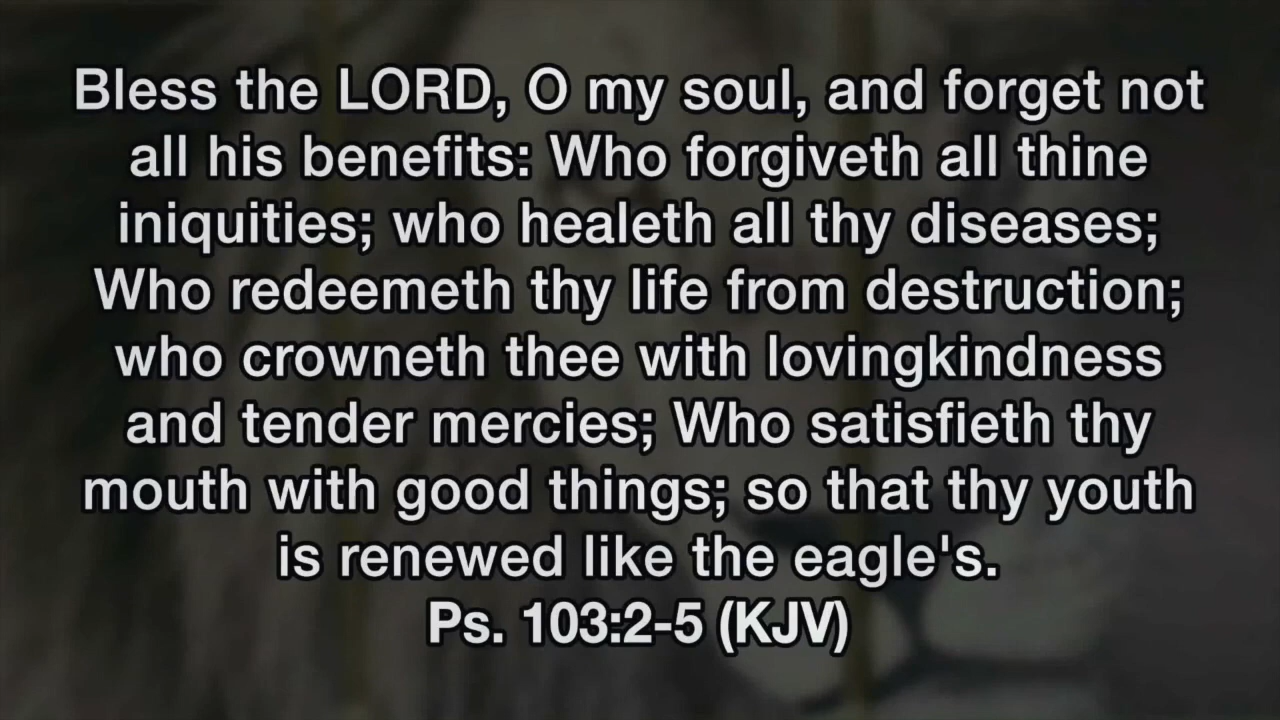 Bless the LORD, O my soul, and forget not
all his benefits: Who forgiveth all thine
iniquities; who healeth all thy diseases;
Who redeemeth thy life from destruction;
who crowneth thee with lovingkindness
and tender mercies; Who satisfieth thy
mouth with good things; so that thy youth
is renewed like the eagle's.
Ps. 103:2-5 (KJV)